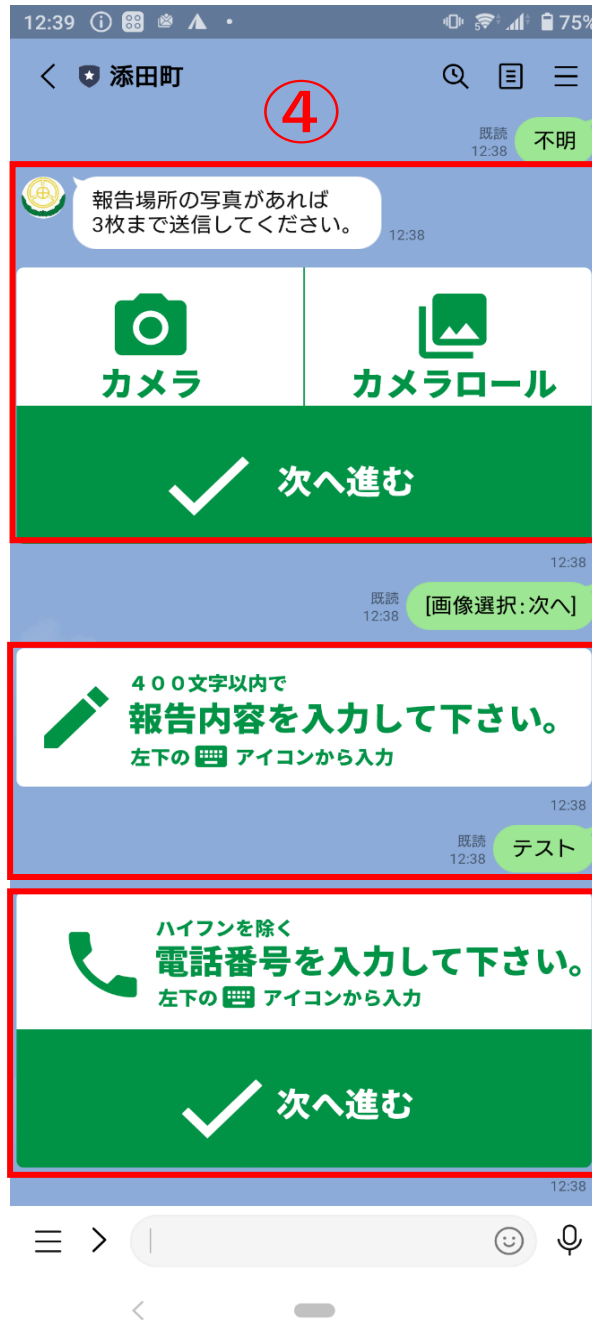 12:39
75%
添田町
④
既読
12:38
不明
報告場所の写真があれば
3枚まで送信してください。
12:38
カメラ
カメラロール
次へ進む
12:38
既読
12:38
[画像選択:次へ]
400文字以内で
報告内容を入力して下さい。
左下の アイコンから入力
12:38
既読
12:38
テスト
ハイフンを除く
電話番号を入力して下さい。
左下の アイコンから入力
次へ進む
12:38